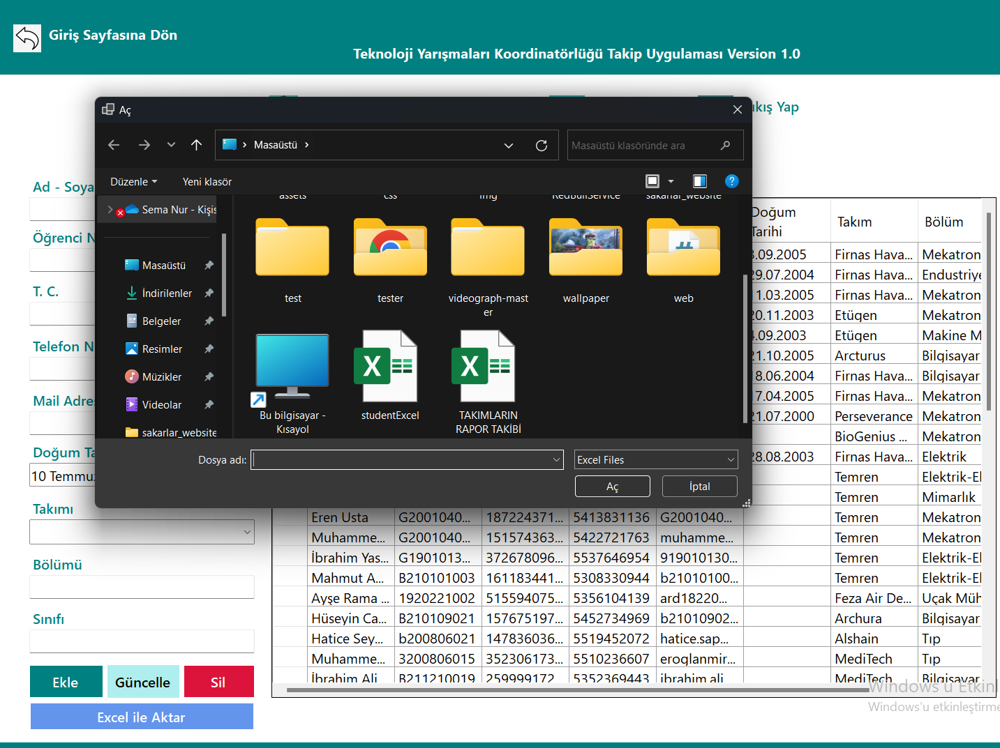 Giriş Sayfasına Dön
Teknoloji Yarışmaları Koordinatörlüğü Takip Uygulaması Version 1.0
ıkış Yap
Aç
Masaüstü
Masaüstü klasöründe ara
Düzenle
Yeni klasör
Sema Nur - Kişis
Masaüstü
İndirilenler
Belgeler
Resimler
Müzikler
Videolar
sakarlar_website
assets
css
img
RedBullService
sakarlar_website
test
tester
videograph-mast
er
wallpaper
web
Bu bilgisayar -
Kısayol
studentExcel
TAKIMLARIN
RAPOR TAKİBİ
Dosya adı:
Excel Files
Aç
İptal
Ad - Soya
Öğrenci N
T. C.
Telefon N
Mail Adres
Doğum Ta
10 Temmuz
Takımı
Bölümü
Sınıfı
Ekle
Güncelle
Sil
Excel ile Aktar
Doğum
Tarihi
Takım
Bölüm
3.09.2005 Firnas Hava... Mekatron
29.07.2004 Firnas Hava... Endustriye
11.03.2005 Firnas Hava... Mekatron
20.11.2003 Etügen Mekatron
4.09.2003 Etügen Makine M
21.10.2005 Arcturus Bilgisayar
18.06.2004 Firnas Hava... Bilgisayar
17.04.2005 Firnas Hava... Mekatron
21.07.2000 Perseverance Mekatron
BioGenius ... Mekatron
28.08.2003 Firnas Hava... Elektrik
Temren Elektrik-El
Temren Mimarlık
Eren Usta G2001040... 187224371... 5413831136 G2001040... Temren Mekatron
Muhamme... G2001040... 151574363... 5422721763 muhamme... Temren Mekatron
İbrahim Yas... G1901013... 372678096... 5537646954 919010130... Temren Elektrik-El
Mahmut A... B210101003 161183441... 5308330944 b21010100... Temren Elektrik-El
Ayşe Rama ... 1920221002 515594075... 5356104139 ard18220... Feza Air De... Uçak Müh
Hüseyin Ca... B210109021 157675197... 5452734969 b21010902... Archura Bilgisayar
Hatice Sey... b200806021 147836036... 5519452072 hatice.sap... Alshain Tıp
Muhamme... 3200806015 352306173... 5510236607 eroglanmir... MediTech Tıp
İbrahim Ali B211210019 259999172 5352369443 ibrahim.ali MediTech Bilgisayar
Windows'u Etkinl
Windows'u etkinleştirme